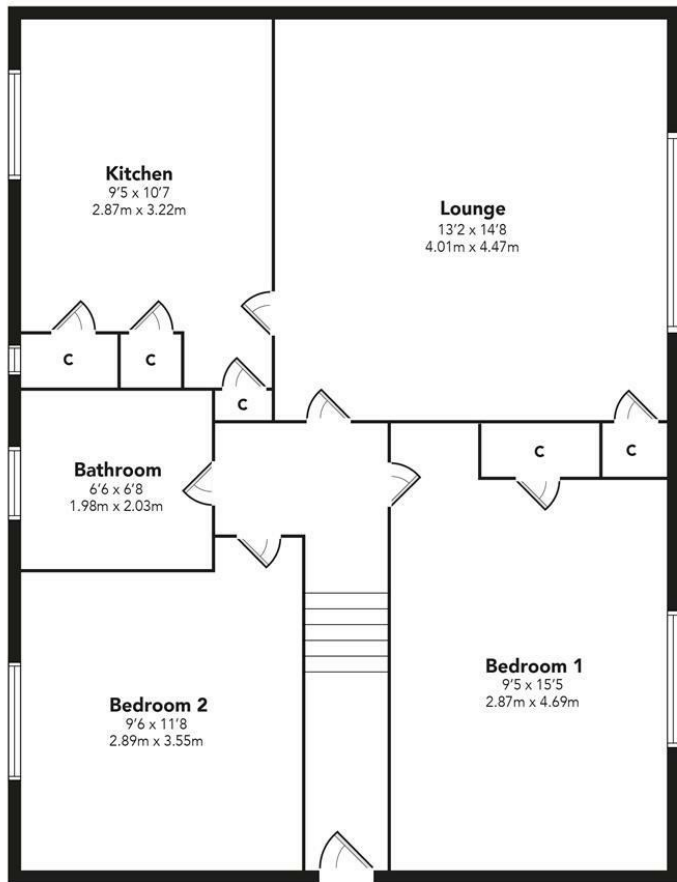 Kitchen
9'5 x 10'7
2.87m x 3.22m
Lounge
13'2 x 14'8
4.01m x 4.47m
C
C
C
C
C
Bathroom
6'6 x 6'8
1.98m x 2.03m
Bedroom 1
9'5 x 15'5
2.87m x 4.69m
Bedroom 2
9'6 x 11'8
2.89m x 3.55m